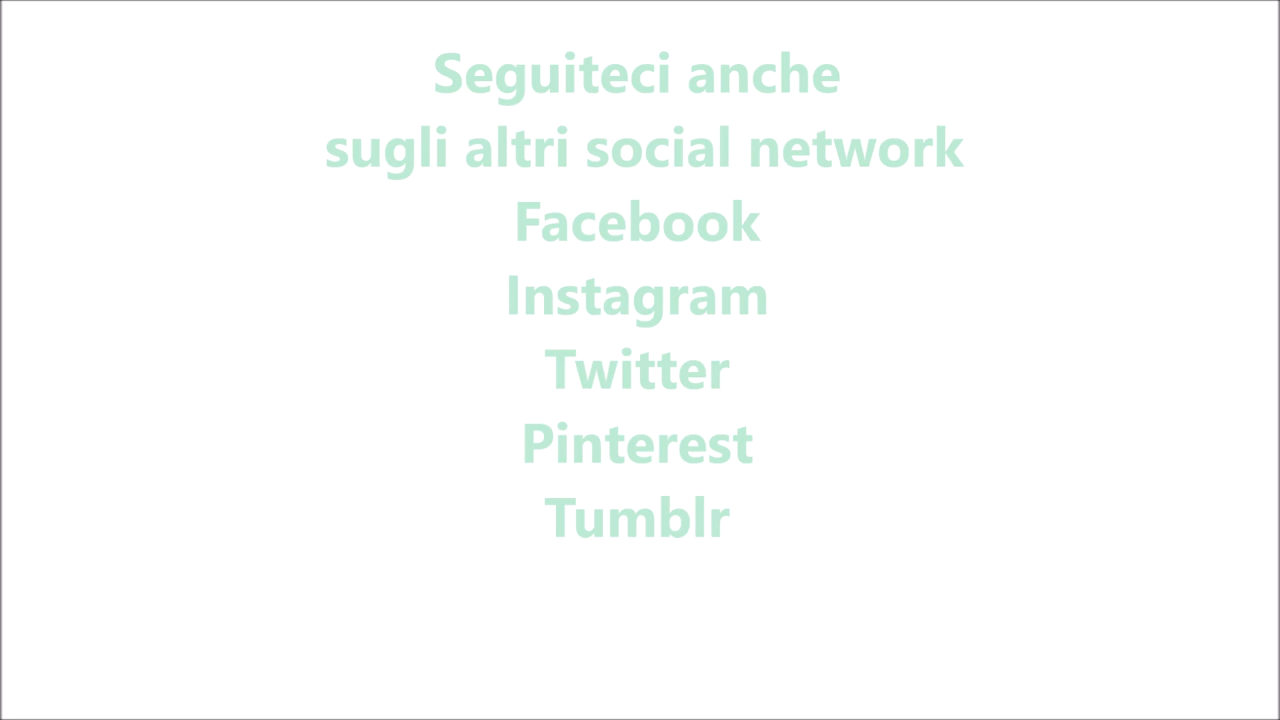 Seguiteci anche
sugli altri social network
Facebook
Instagram
Twitter
Pinterest
Tumblr